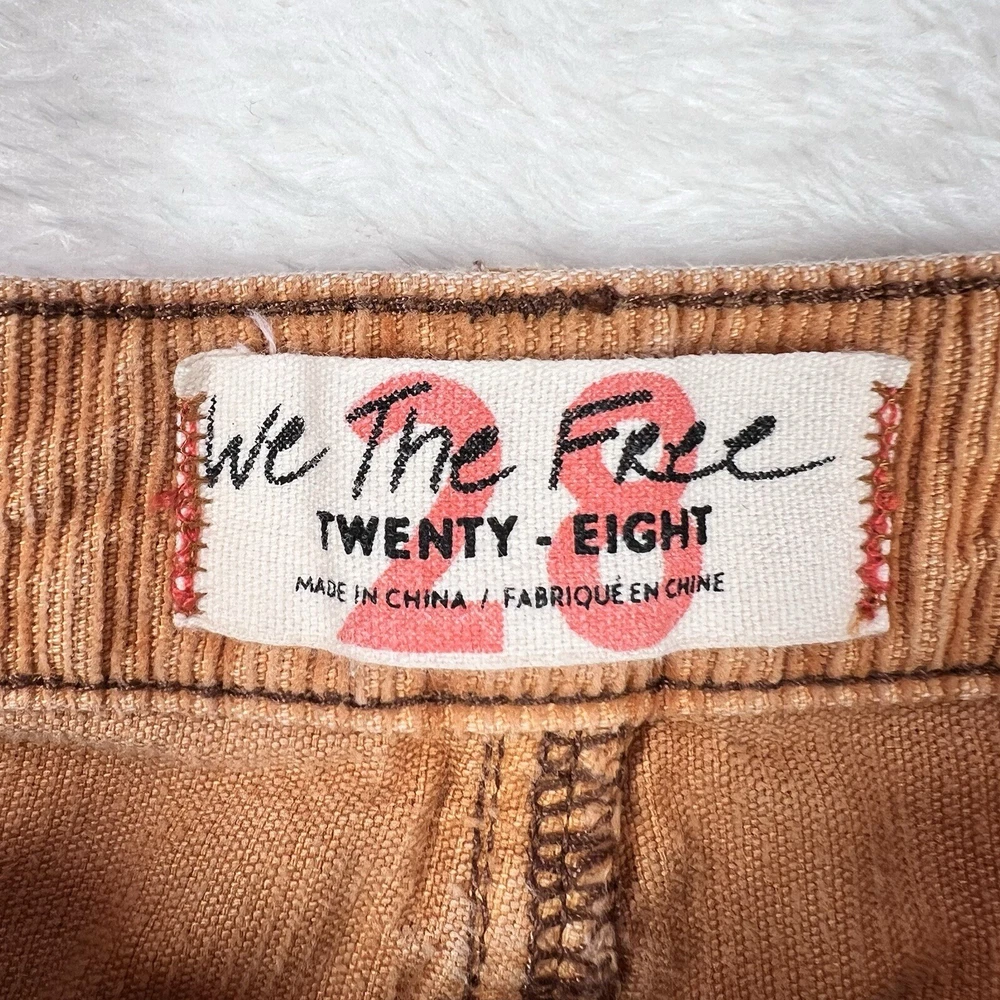 28
We The Free
TWENTY - EIGHT
MADE IN CHINA / FABRIQUÉ EN CHINE